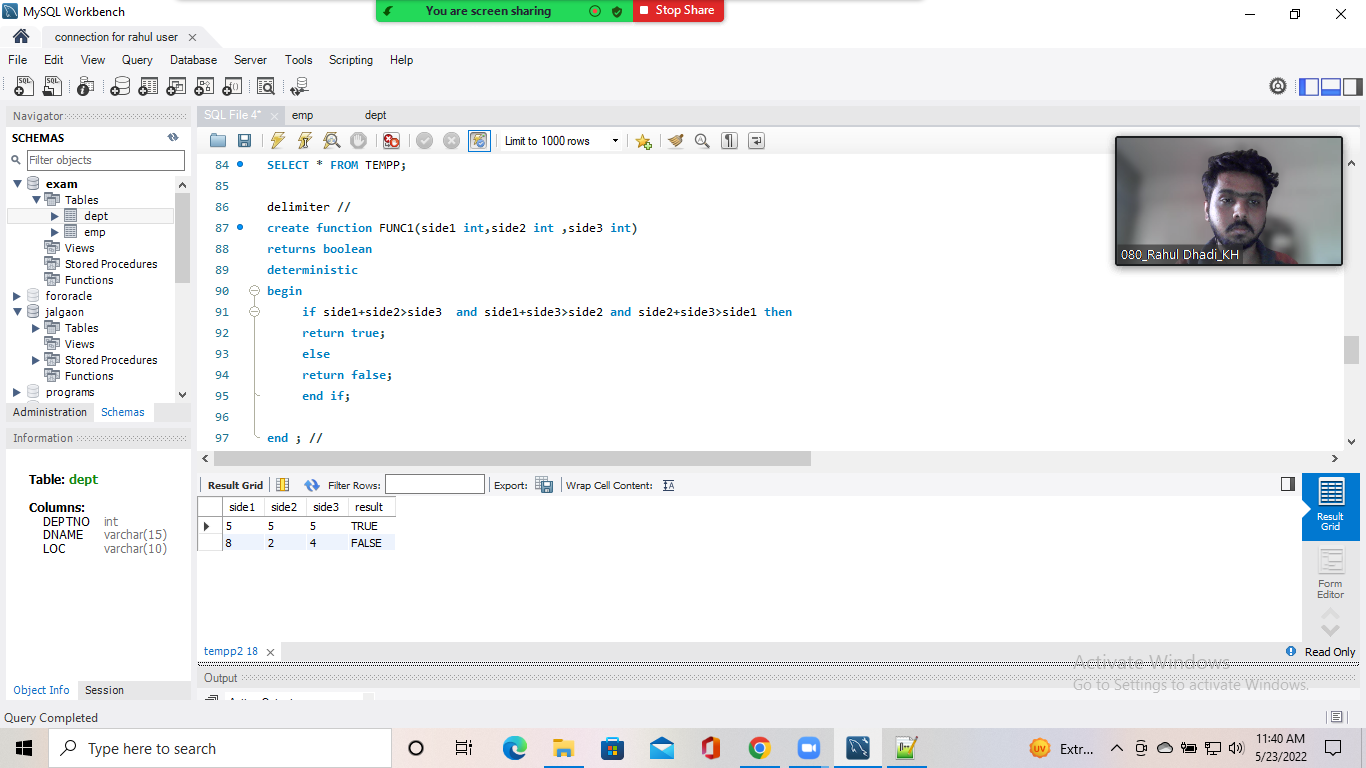 MySQL Workbench
You are screen sharing
Stop Share
connection for rahul user
File Edit View Query Database Server Tools Scripting Help
Navigator
SCHEMAS
Filter objects
exam
Tables
dept
emp
Views
Stored Procedures
Functions
fororacle
jalgaon
Tables
Views
Stored Procedures
Functions
programs
Administration Schemas
Information
Table: dept
Columns:
DEPTNO int
DNAME varchar(15)
LOC varchar(10)
Object Info Session
SQL File 4* emp dept
Limit to 1000 rows
84 SELECT * FROM TEMPP;
85
86 delimiter //
87 create function FUNC1(side1 int,side2 int ,side3 int)
88 returns boolean
89 deterministic
90 begin
91 if side1+side2>side3 and side1+side3>side2 and side2+side3>side1 then
92 return true;
93 else
94 return false;
95 end if;
96
97 end ; //
080_Rahul Dhadi_KH
Result Grid Filter Rows: Export: Wrap Cell Content:
side1 side2 side3 result
5 5 5 TRUE
8 2 4 FALSE
Result
Grid
Form
Editor
tempp2 18
Read Only
Output
Activate Windows
Go to Settings to activate Windows.
Query Completed
Type here to search
UV
Extr...
11:40 AM
5/23/2022